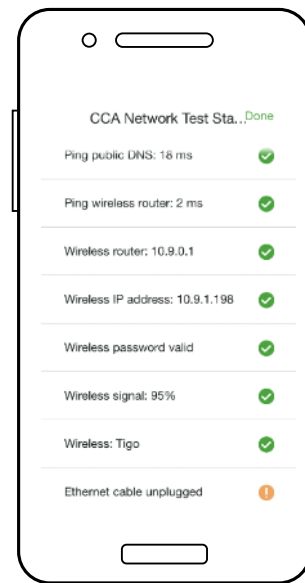 CCA Network Test Sta...
Done
Ping public DNS: 18 ms
Ping wireless router: 2 ms
Wireless router: 10.9.0.1
Wireless IP address: 10.9.1.198
Wireless password valid
Wireless signal: 95%
Wireless: Tigo
Ethernet cable unplugged